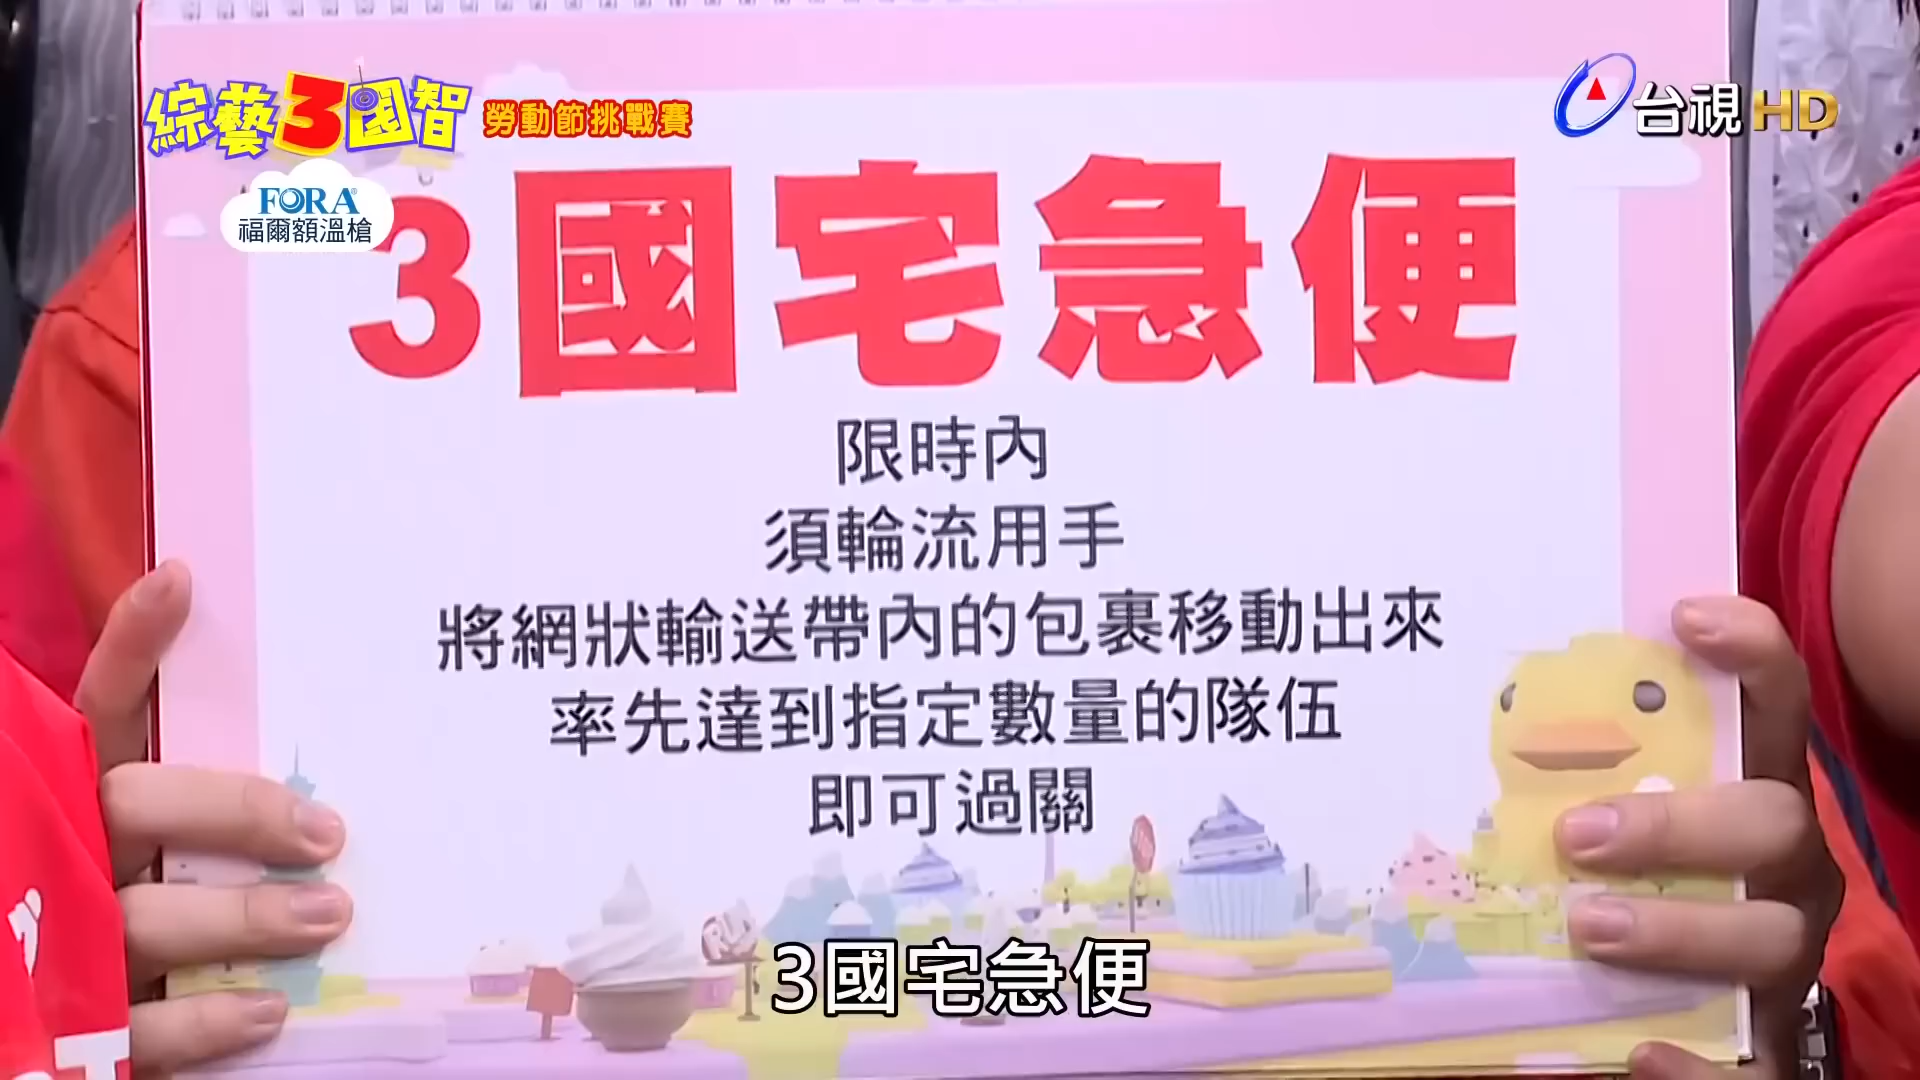 綜藝3國智
勞動節挑戰賽
台視HD
FORA
福爾額溫槍
3國宅急便
限時內
須輪流用手
將網狀輸送帶內的包裹移動出來
率先達到指定數量的隊伍
即可過關
3國宅急便